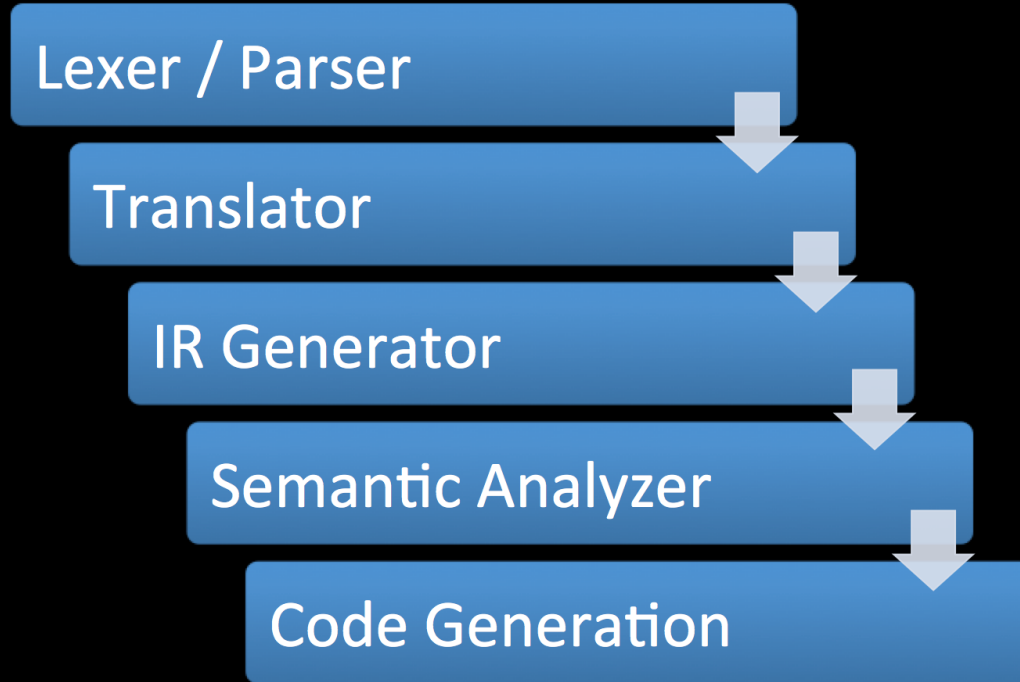 Lexer / Parser
Translator
IR Generator
Semantic Analyzer
Code Generation